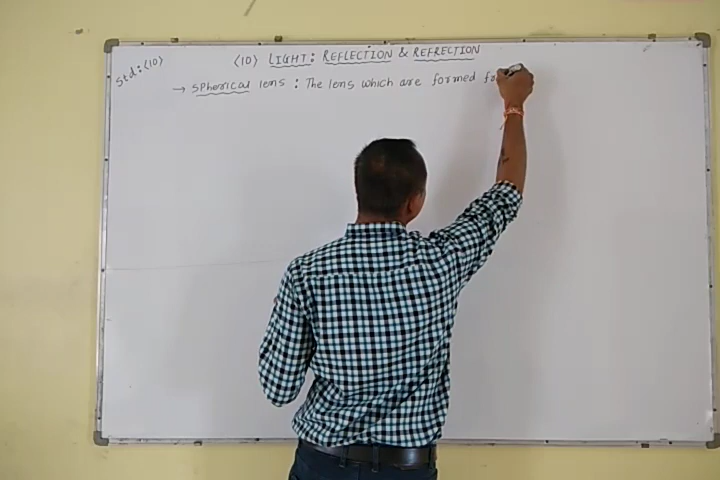 Std: (10)
(10) LIGHT: REFLECTION & REFRECTION
→ SPherical lens : The lens which are formed